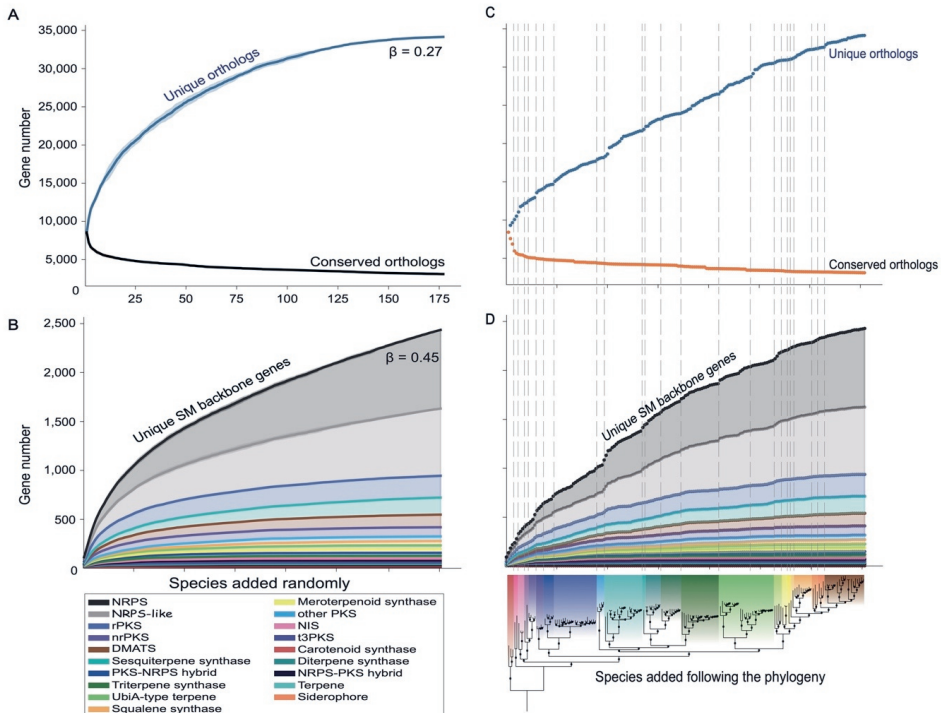 A
35,000
30,000
25,000
20,000
15,000
10,000
5,000
0
Gene number
β = 0.27
Unique orthologs
Conserved orthologs
25
50
75
100
125
150
175
B
2,500
2,000
1,500
1,000
500
0
Gene number
β = 0.45
Unique SM backbone genes
Species added randomly
NRPS
NRPS-like
rPKS
nrPKS
DMATS
Sesquiterpene synthase
PKS-NRPS hybrid
Triterpene synthase
UbiA-type terpene
Squalene synthase
Meroterpenoid synthase
other PKS
NIS
t3PKS
Carotenoid synthase
Diterpene synthase
NRPS-PKS hybrid
Terpene
Siderophore
C
Unique orthologs
Conserved orthologs
D
Unique SM backbone genes
Species added following the phylogeny